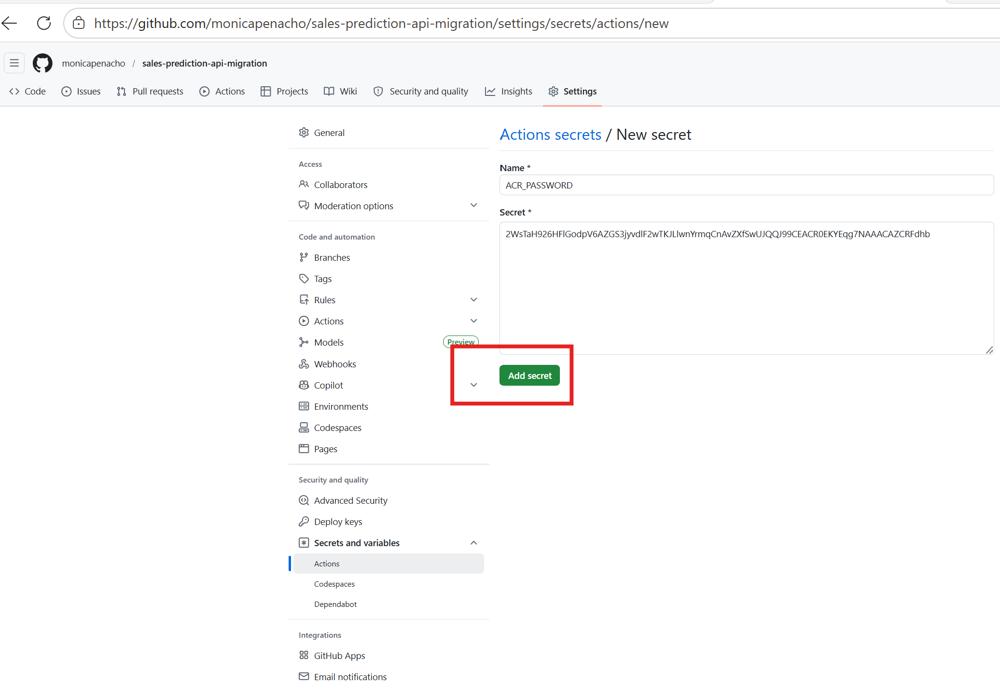 https://github.com/monicapenacho/sales-prediction-api-migration/settings/secrets/actions/new
monicapenacho / sales-prediction-api-migration
Code Issues Pull requests Actions Projects Wiki Security and quality Insights Settings
General
Access
Collaborators
Moderation options
Code and automation
Branches
Tags
Rules
Actions
Models Preview
Webhooks
Copilot
Environments
Codespaces
Pages
Security and quality
Advanced Security
Deploy keys
Secrets and variables
Actions
Codespaces
Dependabot
Integrations
GitHub Apps
Email notifications
Actions secrets / New secret
Name *
ACR_PASSWORD
Secret *
Add secret